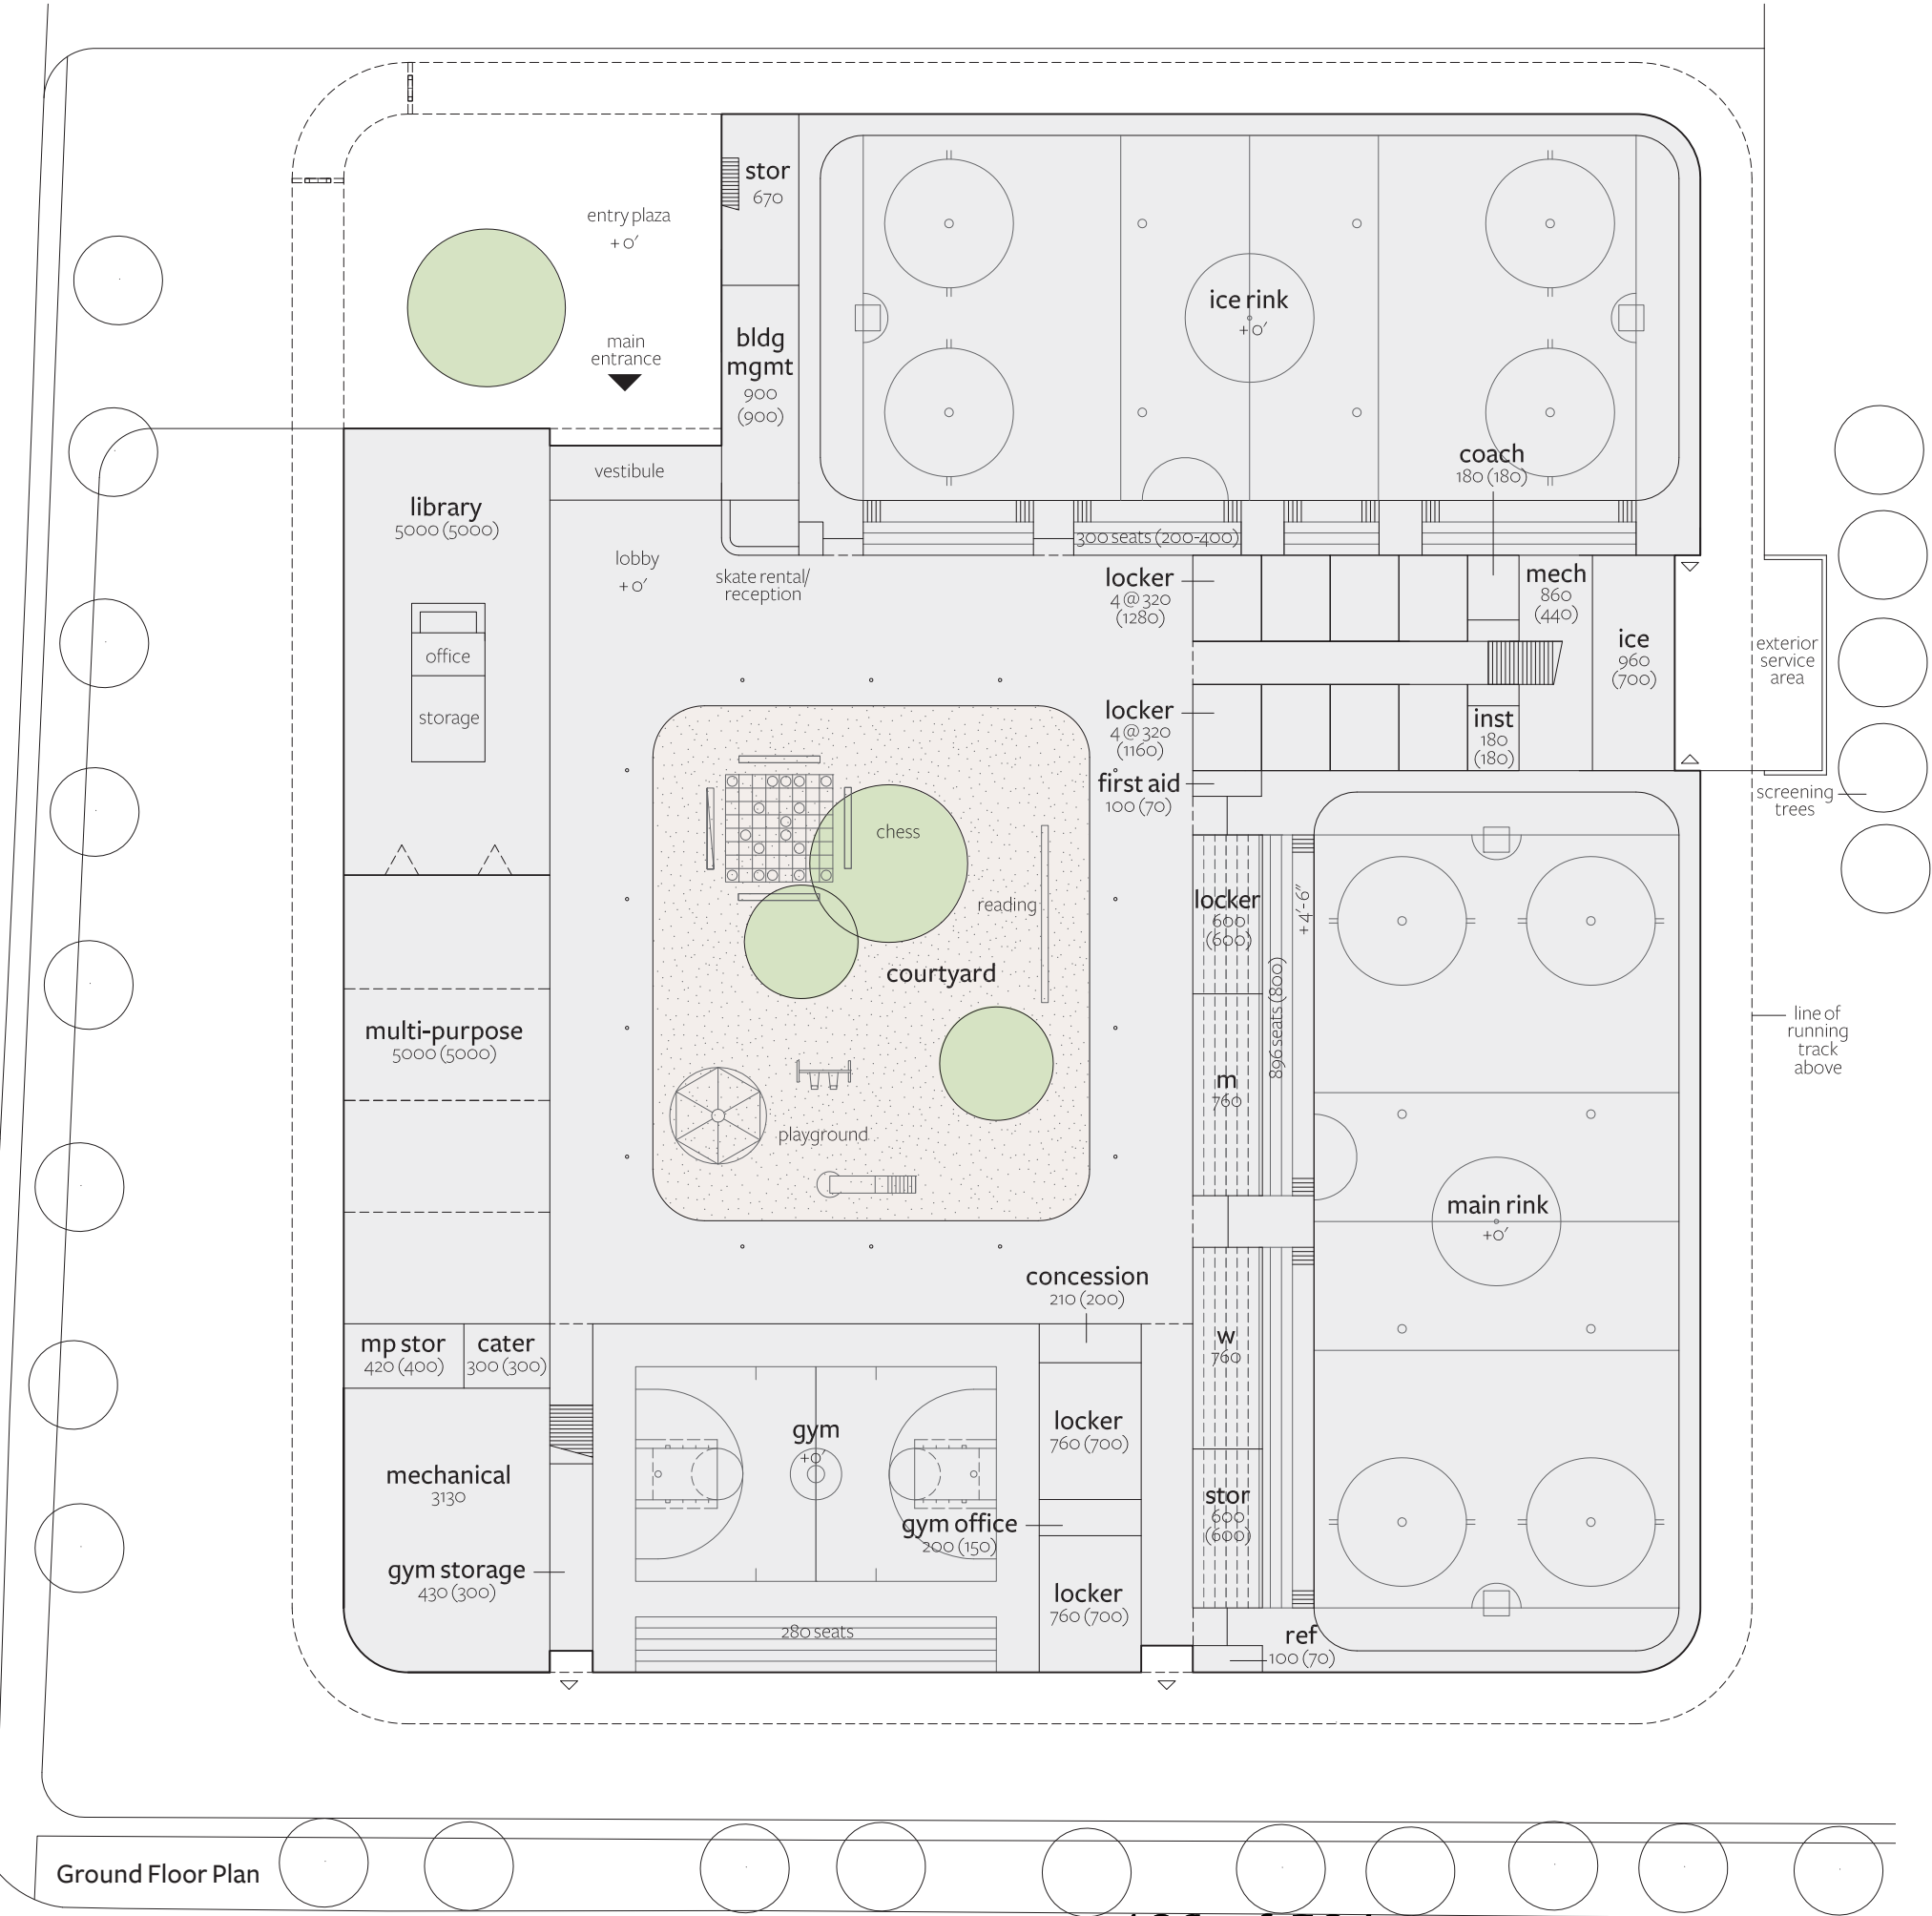 stor
670
entry plaza
+0′
main
entrance
bldg
mgmt
900
(900)
ice rink
+0′
coach
180 (180)
vestibule
library
5000 (5000)
300 seats (200-400)
lobby
+0′
skate rental/
reception
locker
4@320
(1280)
mech
860
(440)
ice
960
(700)
exterior
service
area
office
storage
locker
4@320
(1160)
inst
180
(180)
first aid
100 (70)
screening
trees
chess
reading
courtyard
locker
600
(600)
+4′-6″
896 seats (800)
multi-purpose
5000 (5000)
m
760
line of
running
track
above
playground
main rink
+0′
concession
210 (200)
mp stor
420 (400)
cater
300 (300)
w
760
gym
+0′
locker
760 (700)
mechanical
3130
gym office
200 (150)
stor
600
(600)
gym storage
430 (300)
locker
760 (700)
280 seats
ref
100 (70)
Ground Floor Plan